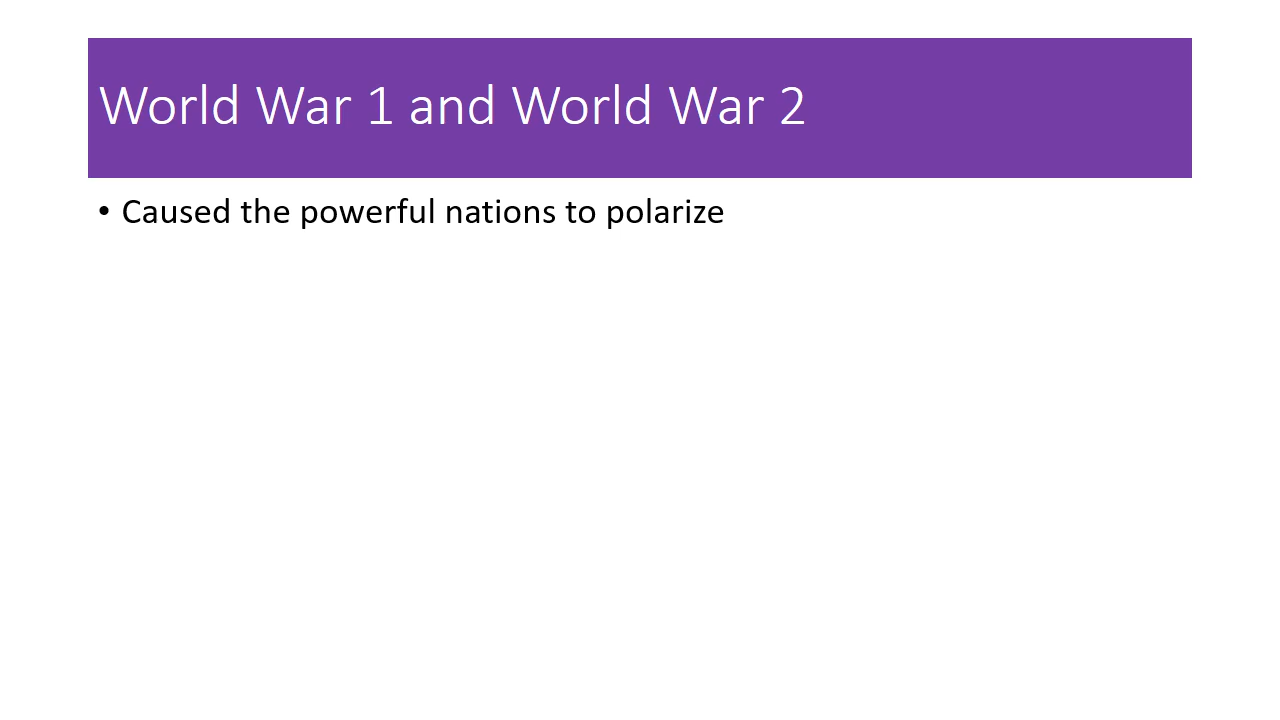 World War 1 and World War 2
• Caused the powerful nations to polarize